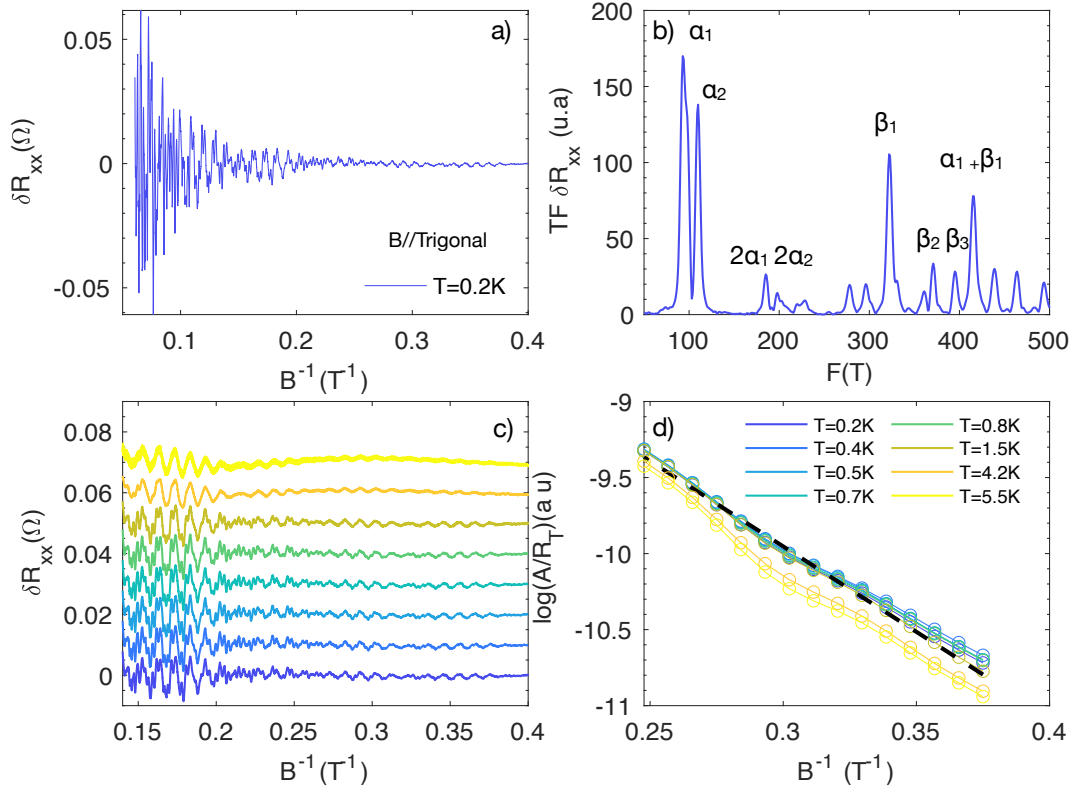 a)
0.05
0
-0.05
δR_xx(Ω)
B//Trigonal
T=0.2K
0.1 0.2 0.3 0.4
B⁻¹(T⁻¹)
b)
200
150
100
50
0
TF δR_xx (u.a)
α₁
α₂
β₁
α₁ +β₁
2α₁ 2α₂
β₂ β₃
100 200 300 400 500
F(T)
c)
0.08
0.06
0.04
0.02
0
δR_xx(Ω)
0.15 0.2 0.25 0.3 0.35 0.4
B⁻¹(T⁻¹)
d)
-9
-9.5
-10
-10.5
-11
log(A/R_T)(a u)
T=0.2K T=0.8K
T=0.4K T=1.5K
T=0.5K T=4.2K
T=0.7K T=5.5K
0.25 0.3 0.35 0.4
B⁻¹(T⁻¹)